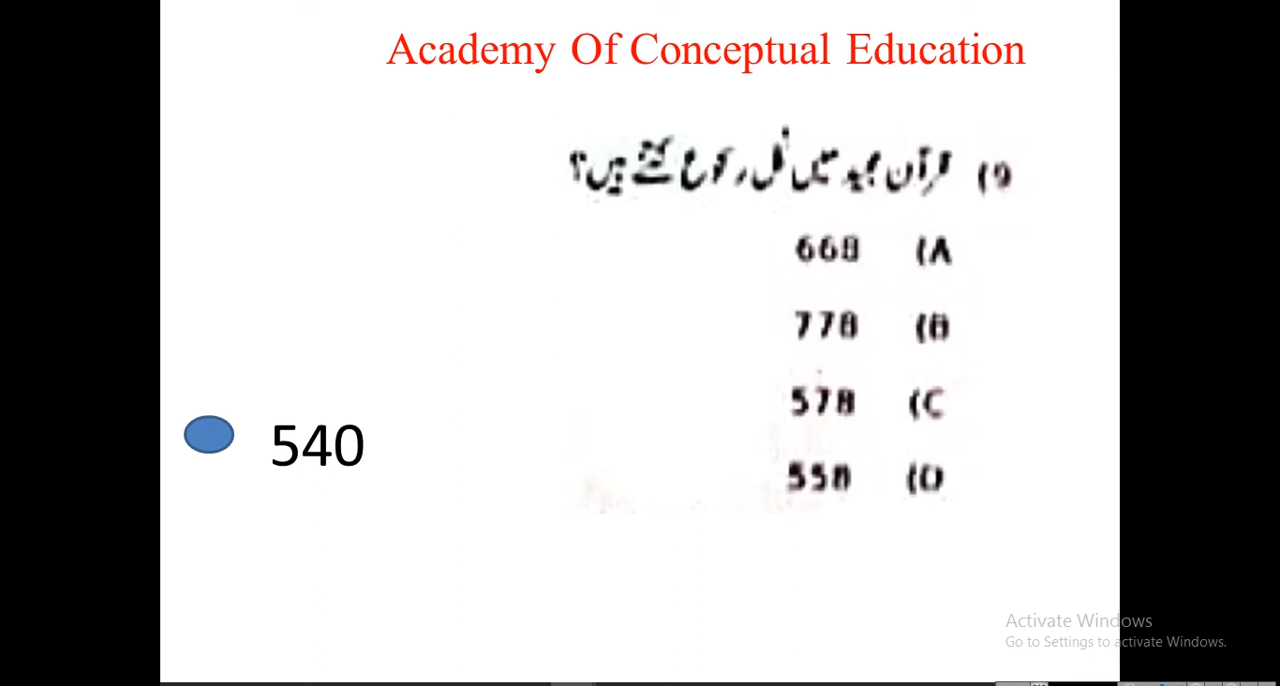 Academy Of Conceptual Education
(9 قرآن مجید میں کُل رکوع کتنے ہیں؟
(A 668
(B 778
(C 578
(D 558
540
Activate Windows
Go to Settings to activate Windows.